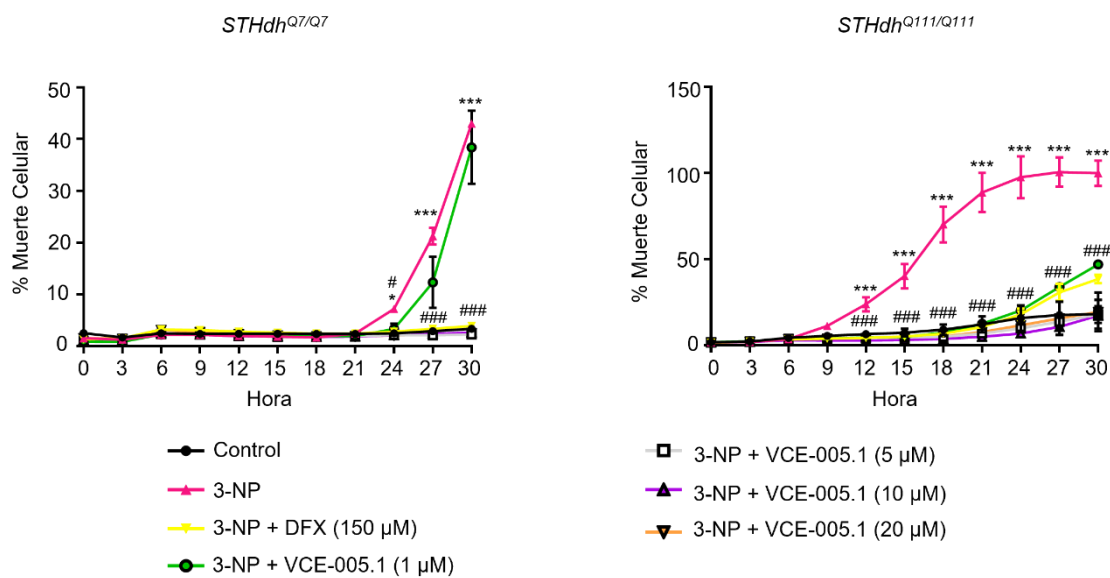 STHdhQ7/Q7
STHdhQ111/Q111
% Muerte Celular
50
40
30
20
10
0
***
***
#
*
###
###
0 3 6 9 12 15 18 21 24 27 30
Hora
% Muerte Celular
150
100
50
0
***
***
***
***
***
***
***
###
###
###
###
###
###
###
0 3 6 9 12 15 18 21 24 27 30
Hora
Control
3-NP
3-NP + DFX (150 µM)
3-NP + VCE-005.1 (1 µM)
3-NP + VCE-005.1 (5 µM)
3-NP + VCE-005.1 (10 µM)
3-NP + VCE-005.1 (20 µM)